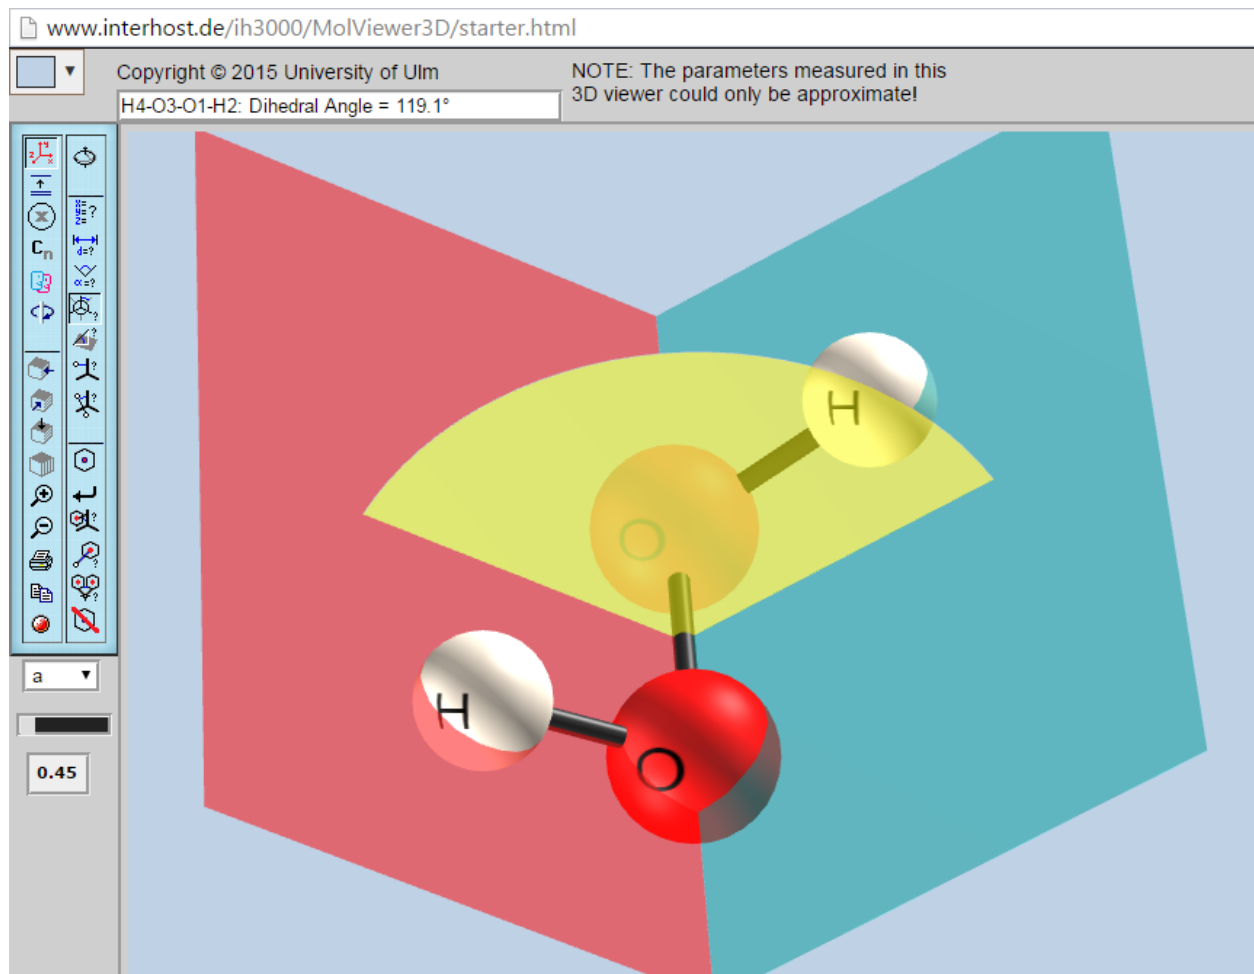 www.interhost.de/ih3000/MolViewer3D/starter.html
Copyright © 2015 University of Ulm
NOTE: The parameters measured in this
3D viewer could only be approximate!
H4-O3-O1-H2: Dihedral Angle = 119.1°
z y x
x=
y=?
z=
x
Cn
d=?
α=?
?
?
?
?
?
?
?
a
0.45
H
O
H
O